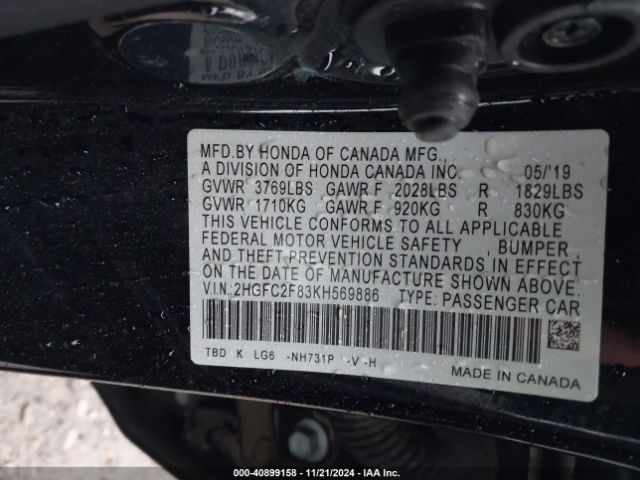 MFD.BY HONDA OF CANADA MFG.,
A DIVISION OF HONDA CANADA INC. 05/'19
GVWR 3769LBS GAWR F 2028LBS R 1829LBS
GVWR 1710KG GAWR F 920KG R 830KG
THIS VEHICLE CONFORMS TO ALL APPLICABLE
FEDERAL MOTOR VEHICLE SAFETY, BUMPER,
AND THEFT PREVENTION STANDARDS IN EFFECT
ON THE DATE OF MANUFACTURE SHOWN ABOVE.
V.I.N.:2HGFC2F83KH569886 TYPE: PASSENGER CAR
TBD K LG6 -NH731P -V-H
MADE IN CANADA
000-40899158 - 11/21/2024 - IAA Inc.